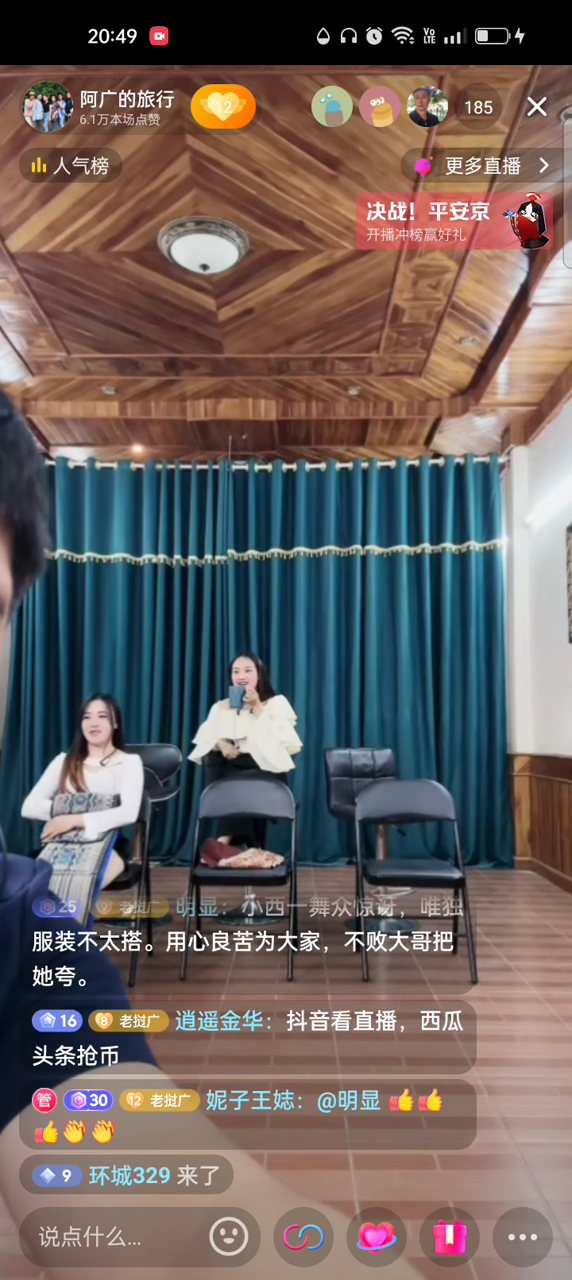 20:49
Vo LTE
阿广的旅行
6.1万本场点赞
12
185
人气榜
更多直播
决战！平安京
开播冲榜赢好礼
25 9 老挝广 明显：小西一舞众惊讶，唯独
服装不太搭。用心良苦为大家，不败大哥把
她夸。
16 8 老挝广 逍遥金华：抖音看直播，西瓜
头条抢币
管 30 12 老挝广 妮子王誌：@明显 👍👍
👍👏👏
9 环城329 来了
说点什么...